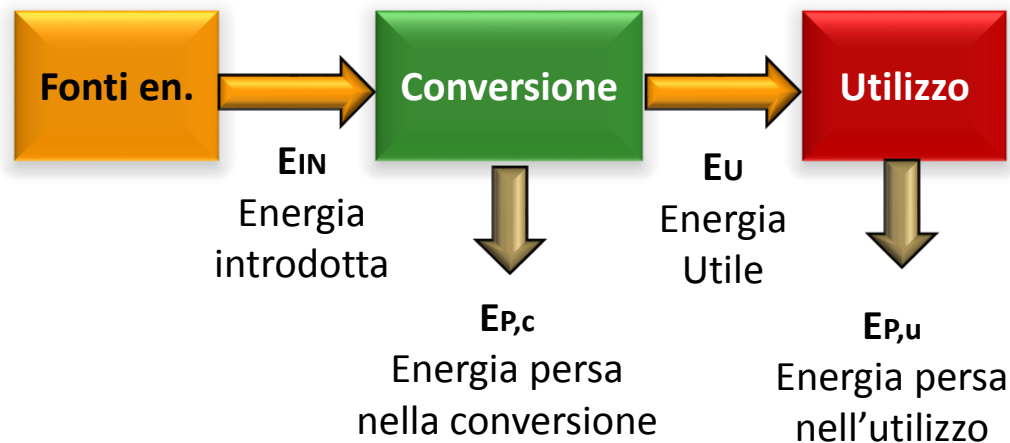 Fonti en.
Conversione
Utilizzo
EIN
Energia
introdotta
EU
Energia
Utile
EP,c
Energia persa
nella conversione
EP,u
Energia persa
nell’utilizzo